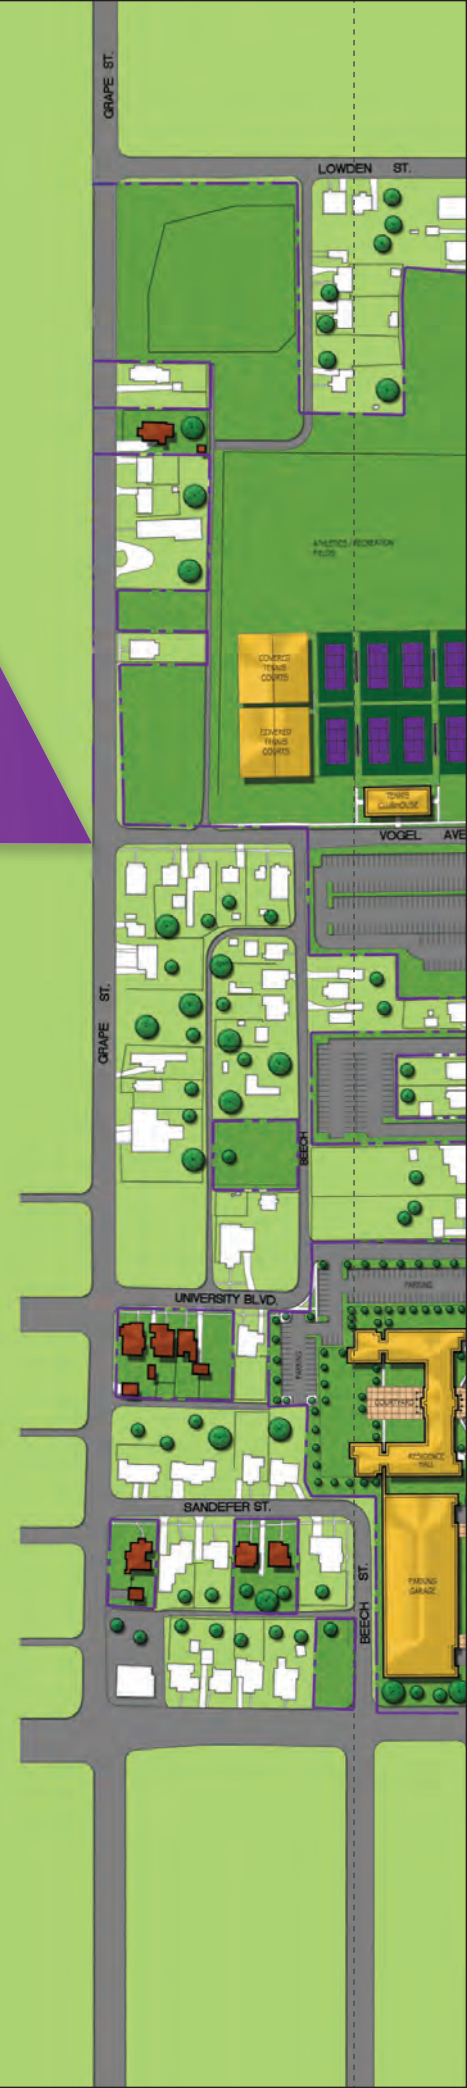 GRAPE ST.
LOWDEN ST.
ATHLETICS / RECREATION
FIELDS
COVERED
TENNIS
COURTS
COVERED
TENNIS
COURTS
TENNIS
CLUBHOUSE
VOGEL AVE
GRAPE ST.
BEECH
PARKING
UNIVERSITY BLVD.
PARKING
COURTYARD
RESIDENCE
HALL
SANDEFER ST.
BEECH ST.
PARKING
GARAGE